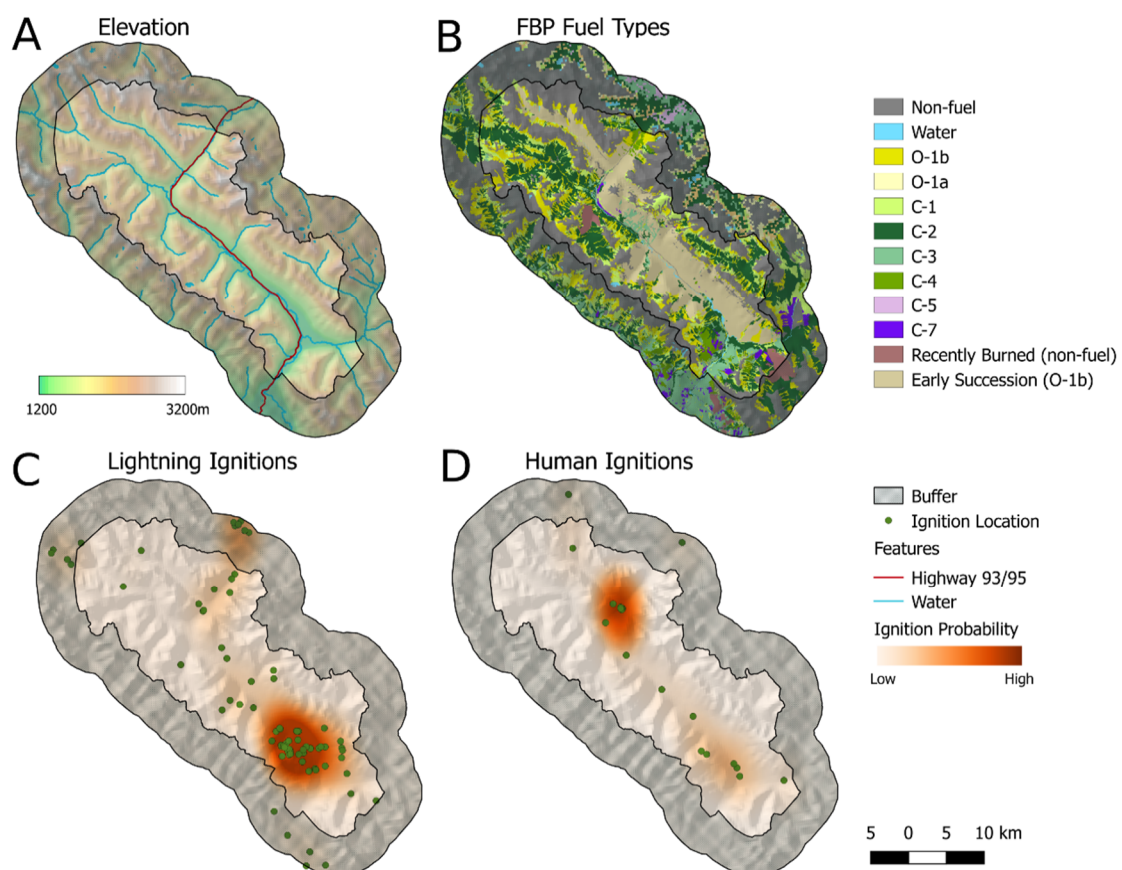 A
Elevation
1200
3200m
B
FBP Fuel Types
Non-fuel
Water
O-1b
O-1a
C-1
C-2
C-3
C-4
C-5
C-7
Recently Burned (non-fuel)
Early Succession (O-1b)
C
Lightning Ignitions
D
Human Ignitions
Buffer
Ignition Location
Features
Highway 93/95
Water
Ignition Probability
Low
High
5 0 5 10 km